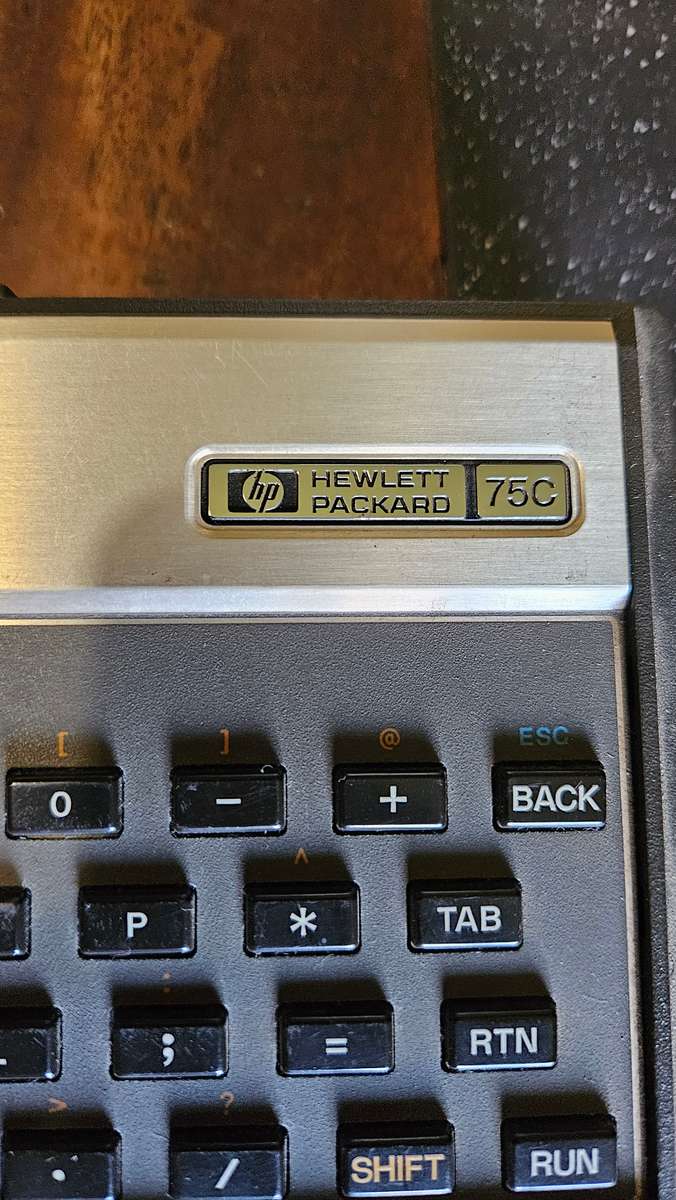 hp HEWLETT PACKARD 75C
[ ] @ ESC
0 - + BACK
^
P * TAB
:
; = RTN
> ?
. / SHIFT RUN